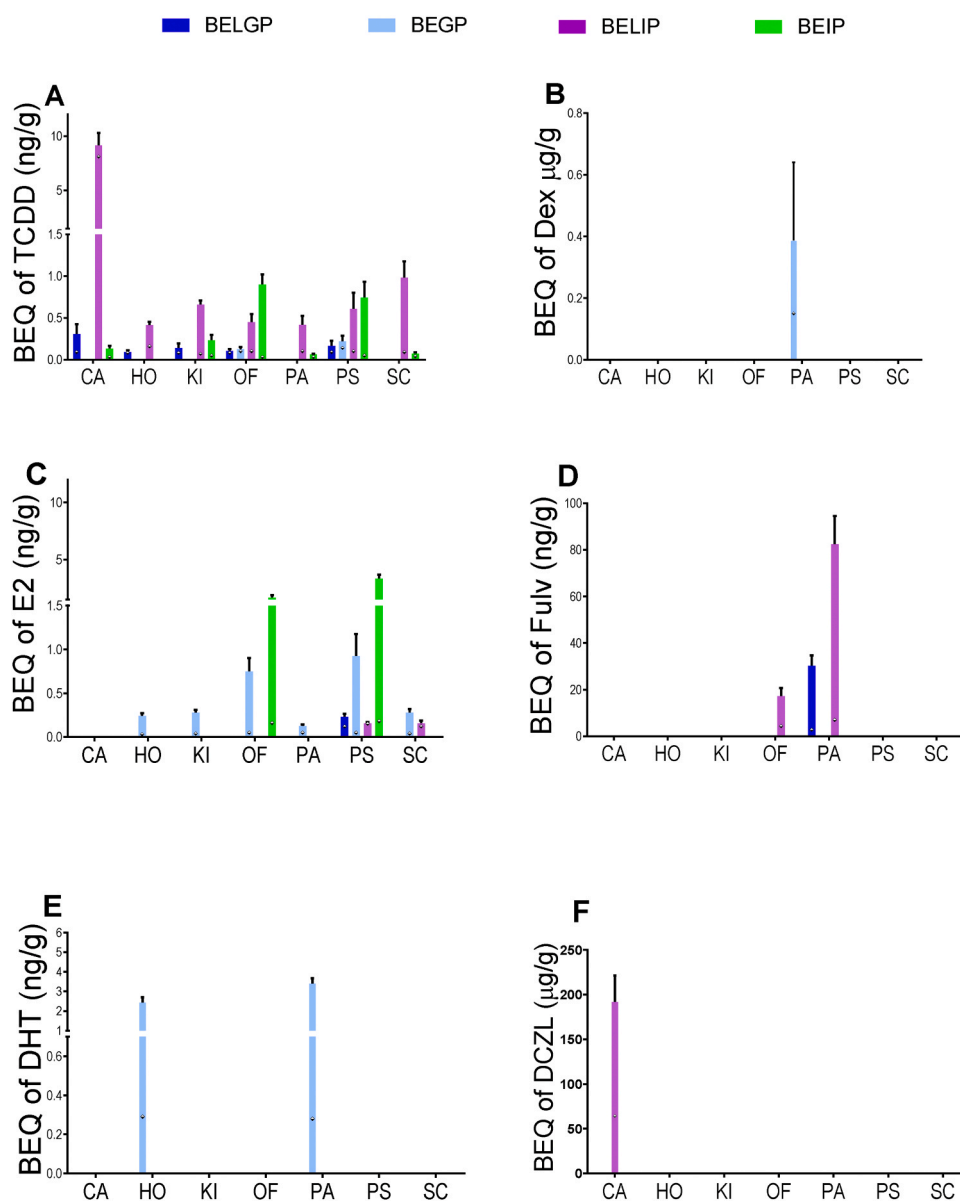 BELGP BEGP BELIP BEIP
A
BEQ of TCDD (ng/g)
10
5
1.5
1.0
0.5
0.0
CA HO KI OF PA PS SC
B
BEQ of Dex µg/g
0.8
0.6
0.4
0.2
0.0
CA HO KI OF PA PS SC
C
BEQ of E2 (ng/g)
10
5
1.5
1.0
0.5
0.0
CA HO KI OF PA PS SC
D
BEQ of Fulv (ng/g)
100
80
60
40
20
0
CA HO KI OF PA PS SC
E
BEQ of DHT (ng/g)
6
5
4
3
2
1
0.6
0.4
0.2
0.0
CA HO KI OF PA PS SC
F
BEQ of DCZL (µg/g)
250
200
150
100
50
0
CA HO KI OF PA PS SC